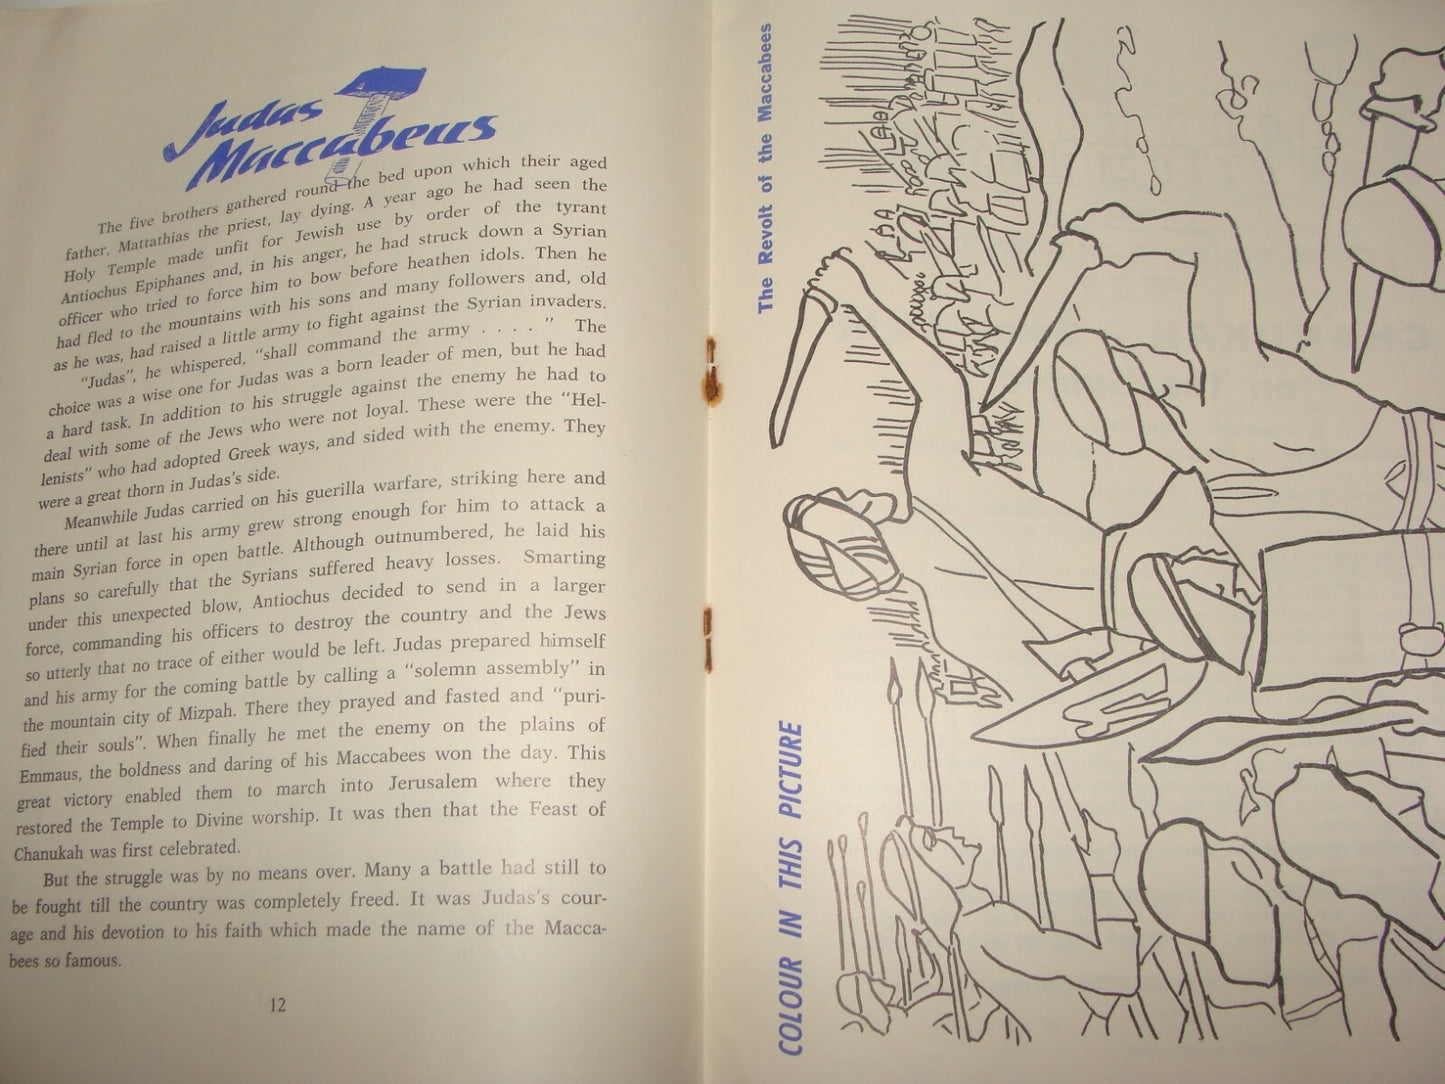 Judas
Maccabeus
The five brothers gathered round the bed upon which their aged
father, Mattathias the priest, lay dying. A year ago he had seen the
Holy Temple made unfit for Jewish use by order of the tyrant
Antiochus Epiphanes and, in his anger, he had struck down a Syrian
officer who tried to force him to bow before heathen idols. Then he
had fled to the mountains with his sons and many followers and, old
as he was, had raised a little army to fight against the Syrian invaders.
“Judas”, he whispered, “shall command the army . . . . ” The
choice was a wise one for Judas was a born leader of men, but he had
a hard task. In addition to his struggle against the enemy he had to
deal with some of the Jews who were not loyal. These were the “Hel-
lenists” who had adopted Greek ways, and sided with the enemy. They
were a great thorn in Judas's side.
Meanwhile Judas carried on his guerilla warfare, striking here and
there until at last his army grew strong enough for him to attack a
main Syrian force in open battle. Although outnumbered, he laid his
plans so carefully that the Syrians suffered heavy losses. Smarting
under this unexpected blow, Antiochus decided to send in a larger
force, commanding his officers to destroy the country and the Jews
so utterly that no trace of either would be left. Judas prepared himself
and his army for the coming battle by calling a “solemn assembly” in
the mountain city of Mizpah. There they prayed and fasted and “puri-
fied their souls”. When finally he met the enemy on the plains of
Emmaus, the boldness and daring of his Maccabees won the day. This
great victory enabled them to march into Jerusalem where they
restored the Temple to Divine worship. It was then that the Feast of
Chanukah was first celebrated.
But the struggle was by no means over. Many a battle had still to
be fought till the country was completely freed. It was Judas's cour-
age and his devotion to his faith which made the name of the Macca-
bees so famous.
12
The Revolt of the Maccabees
COLOUR IN THIS PICTURE